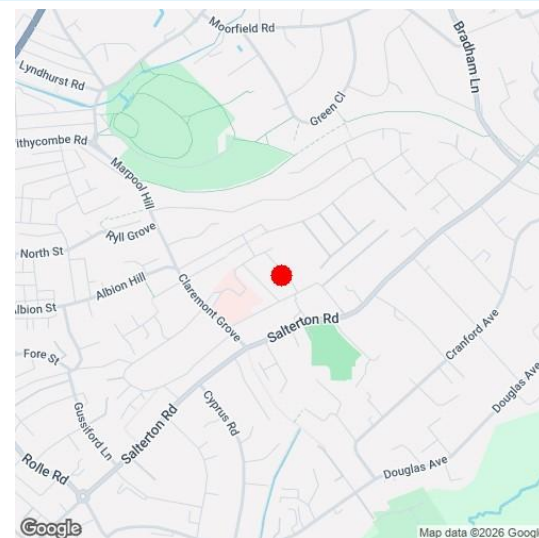 Moorfield Rd
Bradham Ln
Lyndhurst Rd
Green Cl
ithycombe Rd
Marpool Hill
Ryll Grove
North St
Albion Hill
Claremont Grove
lbion St
Salterton Rd
Fore St
Cranford Ave
Douglas Ave
Cyprus Rd
Gussiford Ln
Salterton Rd
Rolle Rd
Douglas Ave
Google
Map data ©2026 Google